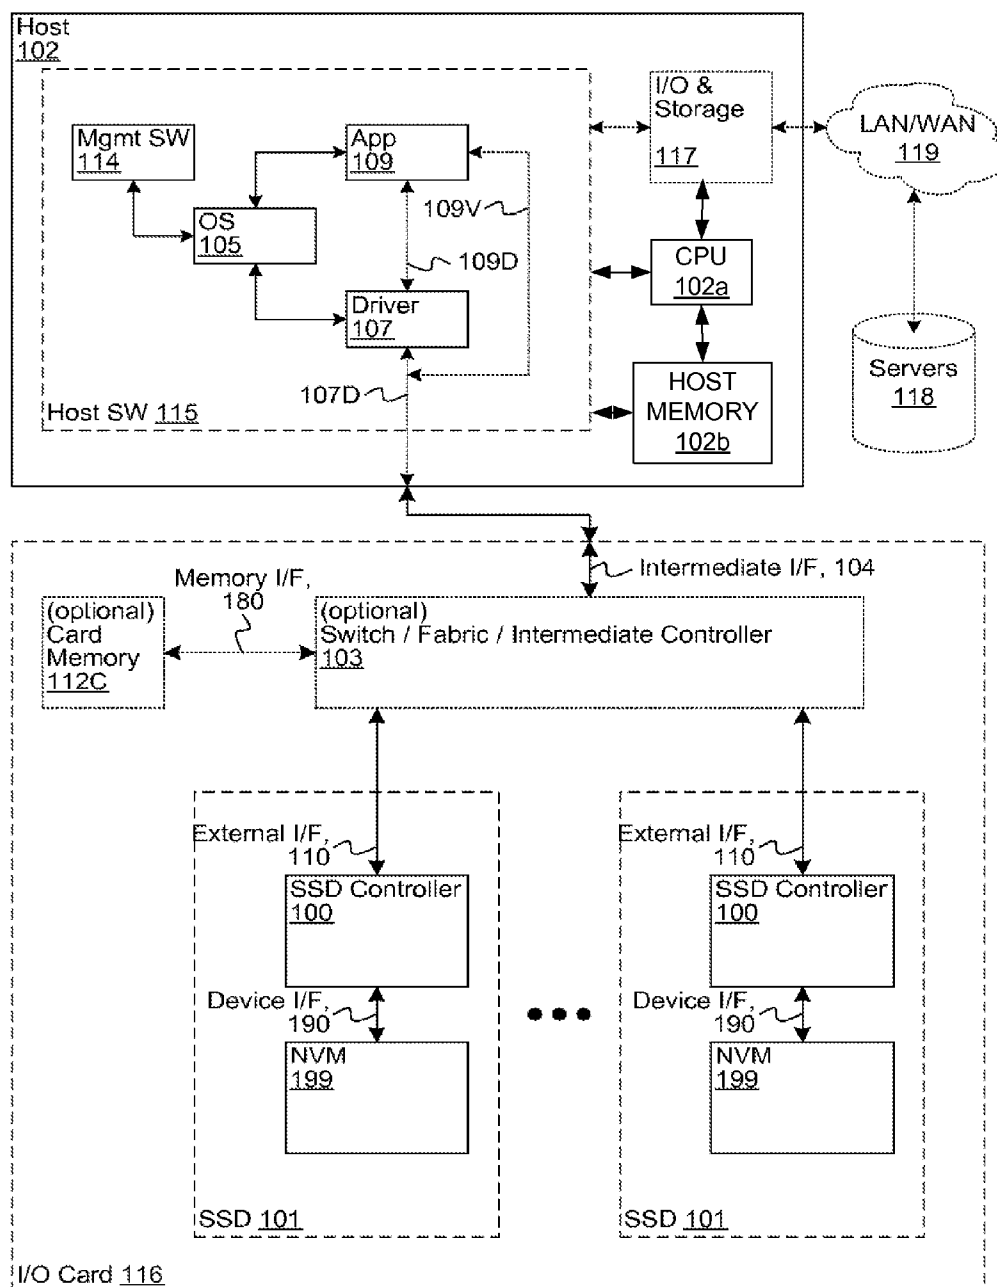 Host
102
Mgmt SW
114
App
109
OS
105
109V
109D
Driver
107
107D
Host SW 115
I/O &
Storage
117
CPU
102a
HOST
MEMORY
102b
LAN/WAN
119
Servers
118
Intermediate I/F, 104
Memory I/F,
180
(optional)
Card
Memory
112C
(optional)
Switch / Fabric / Intermediate Controller
103
External I/F,
110
SSD Controller
100
Device I/F,
190
NVM
199
SSD 101
External I/F,
110
SSD Controller
100
Device I/F,
190
NVM
199
SSD 101
I/O Card 116